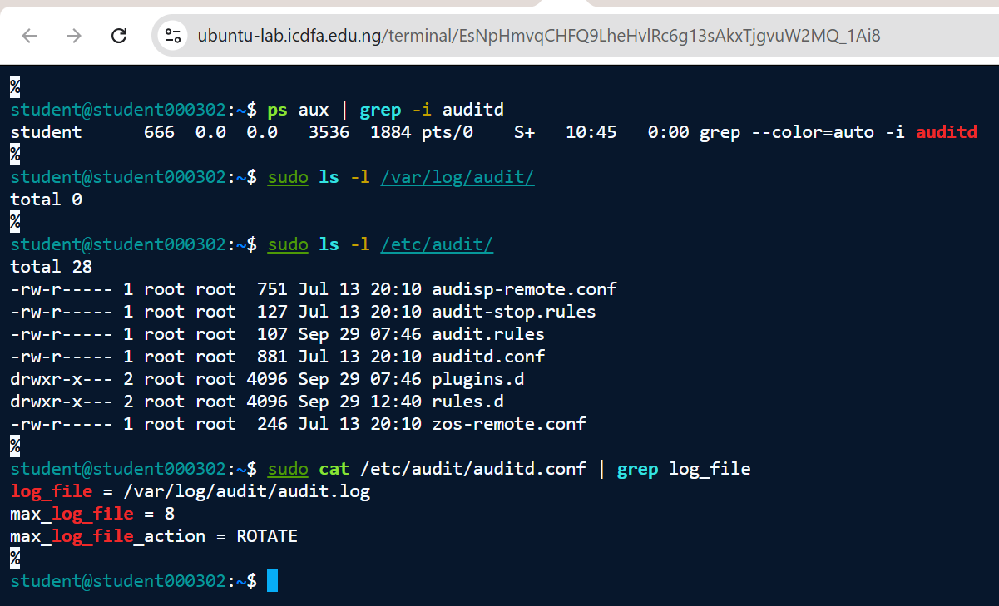 ubuntu-lab.icdfa.edu.ng/terminal/EsNpHmvqCHFQ9LheHvlRc6g13sAkxTjgvuW2MQ_1Ai8
%
student@student000302:~$ ps aux | grep -i auditd
student      666  0.0  0.0   3536  1884 pts/0    S+   10:45   0:00 grep --color=auto -i auditd
%
student@student000302:~$ sudo ls -l /var/log/audit/
total 0
%
student@student000302:~$ sudo ls -l /etc/audit/
total 28
-rw-r----- 1 root root  751 Jul 13 20:10 audisp-remote.conf
-rw-r----- 1 root root  127 Jul 13 20:10 audit-stop.rules
-rw-r----- 1 root root  107 Sep 29 07:46 audit.rules
-rw-r----- 1 root root  881 Jul 13 20:10 auditd.conf
drwxr-x--- 2 root root 4096 Sep 29 07:46 plugins.d
drwxr-x--- 2 root root 4096 Sep 29 12:40 rules.d
-rw-r----- 1 root root  246 Jul 13 20:10 zos-remote.conf
%
student@student000302:~$ sudo cat /etc/audit/auditd.conf | grep log_file
log_file = /var/log/audit/audit.log
max_log_file = 8
max_log_file_action = ROTATE
%
student@student000302:~$